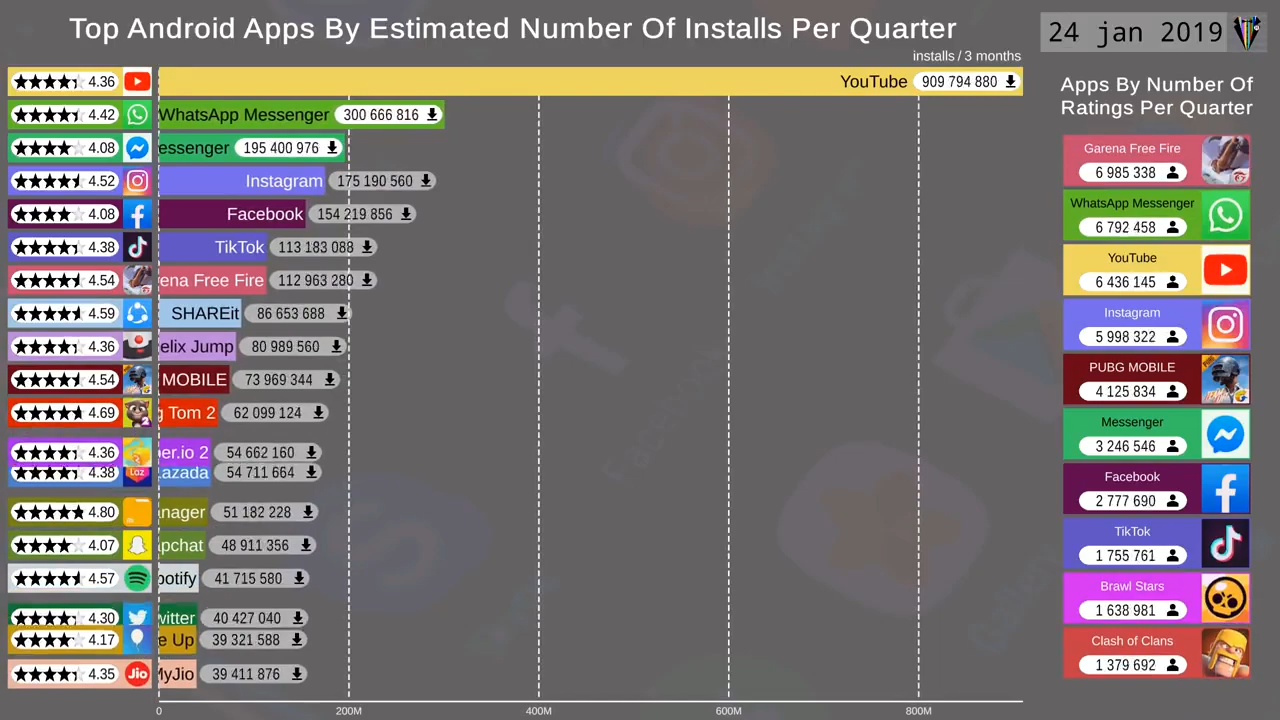 Top Android Apps By Estimated Number Of Installs Per Quarter
24 jan 2019
installs / 3 months
4.36 YouTube 909 794 880
4.42 WhatsApp Messenger 300 666 816
4.08 essenger 195 400 976
4.52 Instagram 175 190 560
4.08 Facebook 154 219 856
4.38 TikTok 113 183 088
4.54 ena Free Fire 112 963 280
4.59 SHAREit 86 653 688
4.36 elix Jump 80 989 560
4.54 MOBILE 73 969 344
4.69 g Tom 2 62 099 124
4.36 per.io 2 54 662 160
4.38 Laz Lazada 54 711 664
4.80 nager 51 182 228
4.07 apchat 48 911 356
4.57 potify 41 715 580
4.30 witter 40 427 040
4.17 e Up 39 321 588
4.35 Jio MyJio 39 411 876
0 200M 400M 600M 800M
Apps By Number Of
Ratings Per Quarter
Garena Free Fire
6 985 338
WhatsApp Messenger
6 792 458
YouTube
6 436 145
Instagram
5 998 322
PUBG MOBILE
4 125 834
Messenger
3 246 546
Facebook
2 777 690
TikTok
1 755 761
Brawl Stars
1 638 981
Clash of Clans
1 379 692